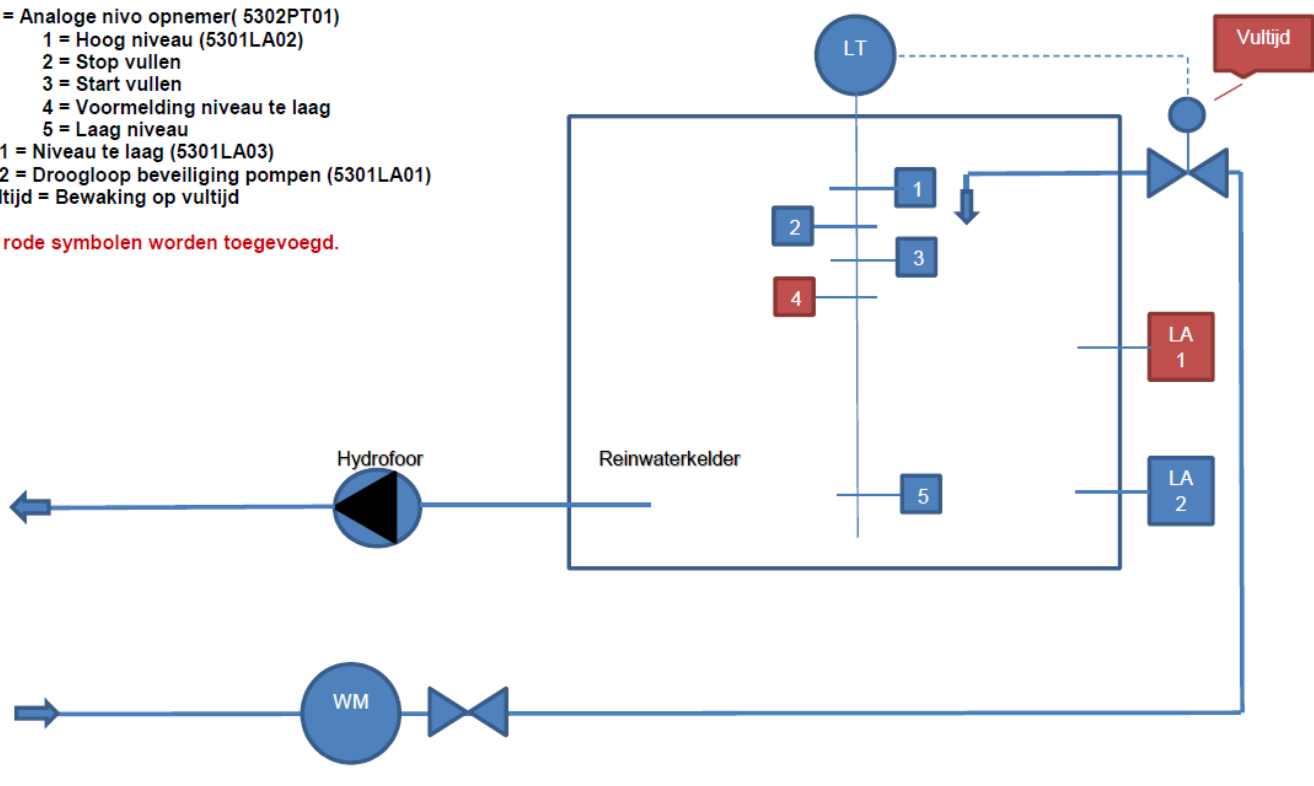 = Analoge nivo opnemer( 5302PT01)
1 = Hoog niveau (5301LA02)
2 = Stop vullen
3 = Start vullen
4 = Voormelding niveau te laag
5 = Laag niveau
1 = Niveau te laag (5301LA03)
2 = Droogloop beveiliging pompen (5301LA01)
ltijd = Bewaking op vultijd
rode symbolen worden toegevoegd.
LT
Vultijd
1
2
3
4
LA
1
Hydrofoor
Reinwaterkelder
5
LA
2
WM